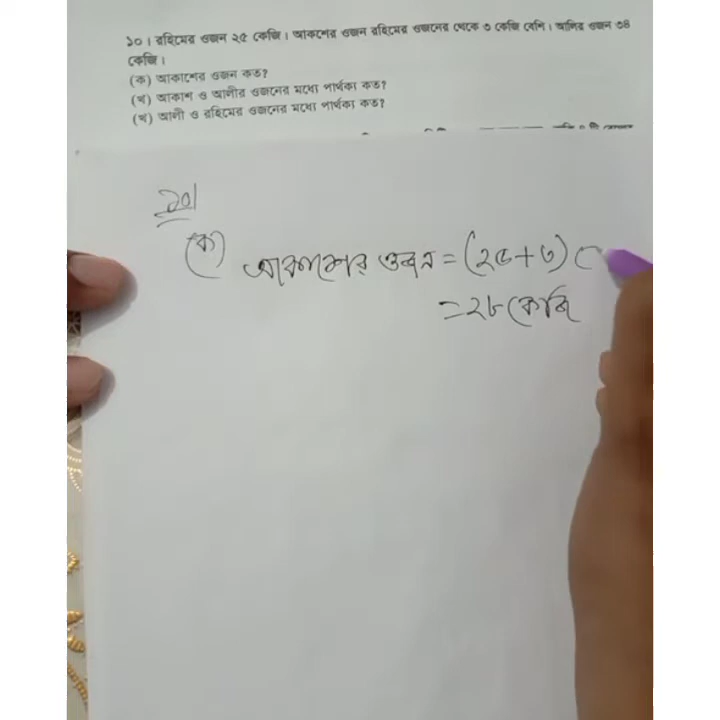 ১০। রহিমের ওজন ২৫ কেজি। আকাশের ওজন রহিমের ওজনের থেকে ৩ কেজি বেশি। আলির ওজন ৩৪
কেজি।
(ক) আকাশের ওজন কত?
(খ) আকাশ ও আলীর ওজনের মধ্যে পার্থক্য কত?
(খ) আলী ও রহিমের ওজনের মধ্যে পার্থক্য কত?
১০।
(ক) আকাশের ওজন = (২৫+৩) (
=২৮ কেজি